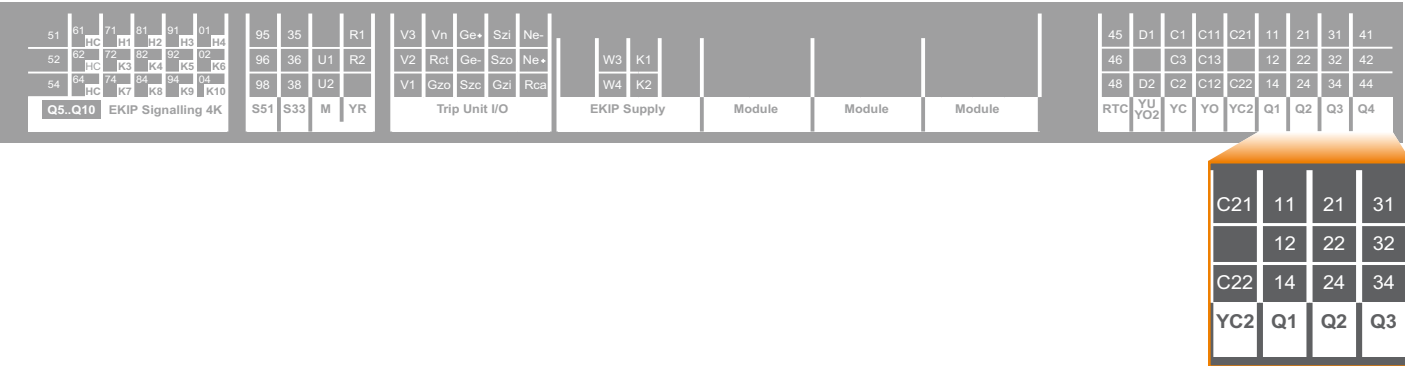 51 61 HC 71 H1 81 H2 91 H3 01 H4 95 35 R1 V3 Vn Ge• Szi Ne- 45 D1 C1 C11 C21 11 21 31 41
52 62 HC 72 K3 82 K4 92 K5 02 K6 96 36 U1 R2 V2 Rct Ge- Szo Ne• W3 K1 46 C3 C13 12 22 32 42
54 64 HC 74 K7 84 K8 94 K9 04 K10 98 38 U2 V1 Gzo Szc Gzi Rca W4 K2 48 D2 C2 C12 C22 14 24 34 44
Q5..Q10 EKIP Signalling 4K S51 S33 M YR Trip Unit I/O EKIP Supply Module Module Module RTC YU YO2 YC YO YC2 Q1 Q2 Q3 Q4
C21 11 21 31
12 22 32
C22 14 24 34
YC2 Q1 Q2 Q3